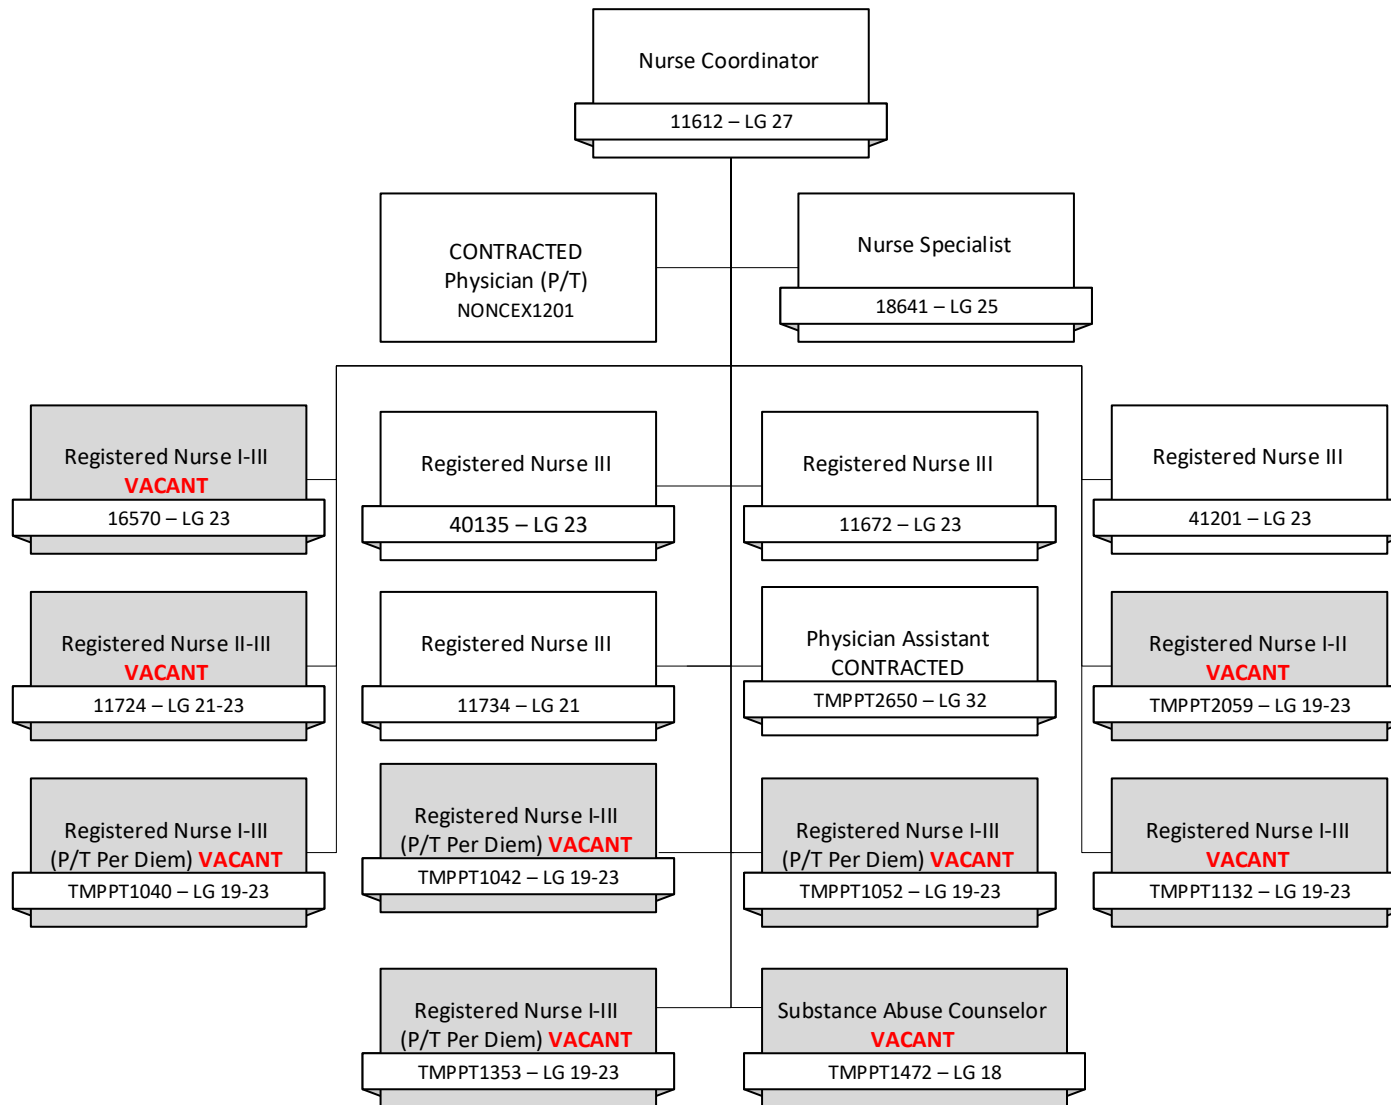 Nurse Coordinator
11612 – LG 27
CONTRACTED
Physician (P/T)
NONCEX1201
Nurse Specialist
18641 – LG 25
Registered Nurse I-III
VACANT
16570 – LG 23
Registered Nurse III
40135 – LG 23
Registered Nurse III
11672 – LG 23
Registered Nurse III
41201 – LG 23
Registered Nurse II-III
VACANT
11724 – LG 21-23
Registered Nurse III
11734 – LG 21
Physician Assistant
CONTRACTED
TMPPT2650 – LG 32
Registered Nurse I-II
VACANT
TMPPT2059 – LG 19-23
Registered Nurse I-III
(P/T Per Diem) VACANT
TMPPT1040 – LG 19-23
Registered Nurse I-III
(P/T Per Diem) VACANT
TMPPT1042 – LG 19-23
Registered Nurse I-III
(P/T Per Diem) VACANT
TMPPT1052 – LG 19-23
Registered Nurse I-III
VACANT
TMPPT1132 – LG 19-23
Registered Nurse I-III
(P/T Per Diem) VACANT
TMPPT1353 – LG 19-23
Substance Abuse Counselor
VACANT
TMPPT1472 – LG 18